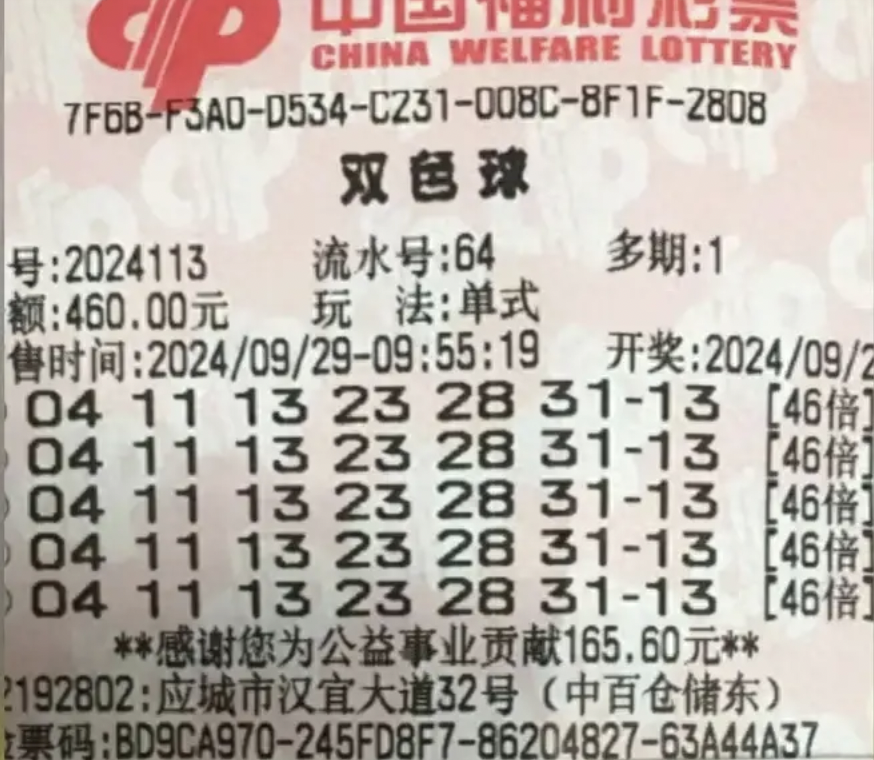 中国福利彩票
CHINA WELFARE LOTTERY
7F6B-F3A0-D534-C231-008C-8F1F-2808
双色球
号:2024113 流水号:64 多期:1
额:460.00元 玩 法:单式
售时间:2024/09/29-09:55:19 开奖:2024/09/2
04 11 13 23 28 31-13 [46倍]
04 11 13 23 28 31-13 [46倍]
04 11 13 23 28 31-13 [46倍]
04 11 13 23 28 31-13 [46倍]
04 11 13 23 28 31-13 [46倍]
**感谢您为公益事业贡献165.60元**
2192802:应城市汉宜大道32号（中百仓储东）
票码:BD9CA970-245FD8F7-86204827-63A44A37